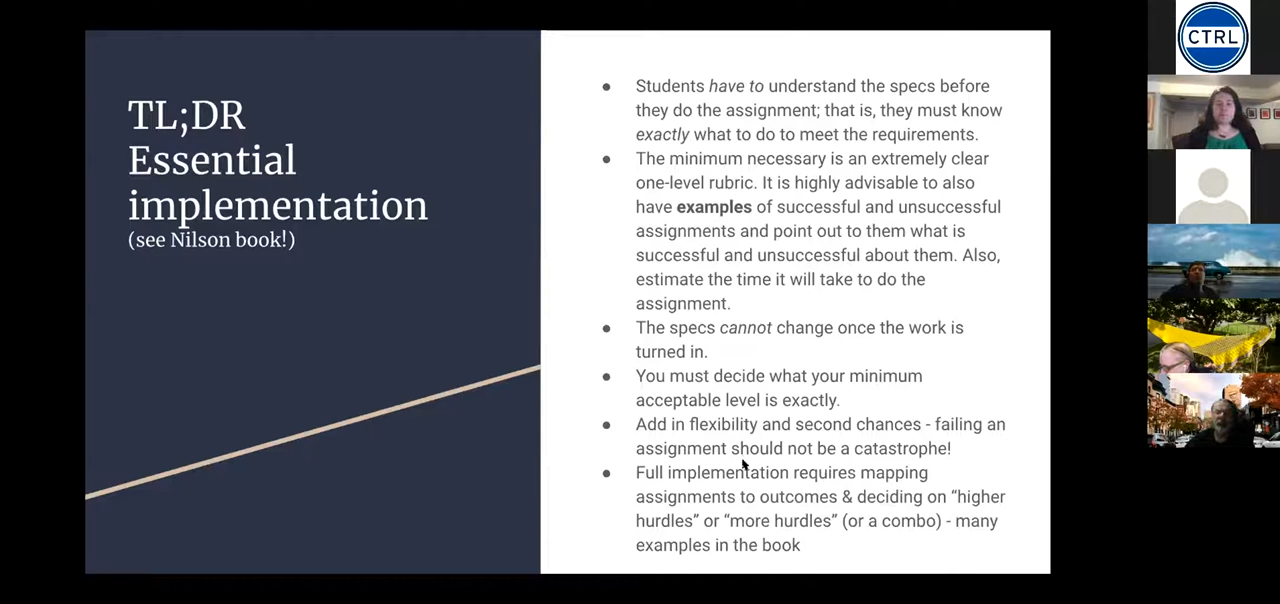 TL;DR
Essential
implementation
(see Nilson book!)
● Students have to understand the specs before
they do the assignment; that is, they must know
exactly what to do to meet the requirements.
● The minimum necessary is an extremely clear
one-level rubric. It is highly advisable to also
have examples of successful and unsuccessful
assignments and point out to them what is
successful and unsuccessful about them. Also,
estimate the time it will take to do the
assignment.
● The specs cannot change once the work is
turned in.
● You must decide what your minimum
acceptable level is exactly.
● Add in flexibility and second chances - failing an
assignment should not be a catastrophe!
● Full implementation requires mapping
assignments to outcomes & deciding on “higher
hurdles” or “more hurdles” (or a combo) - many
examples in the book
CTRL